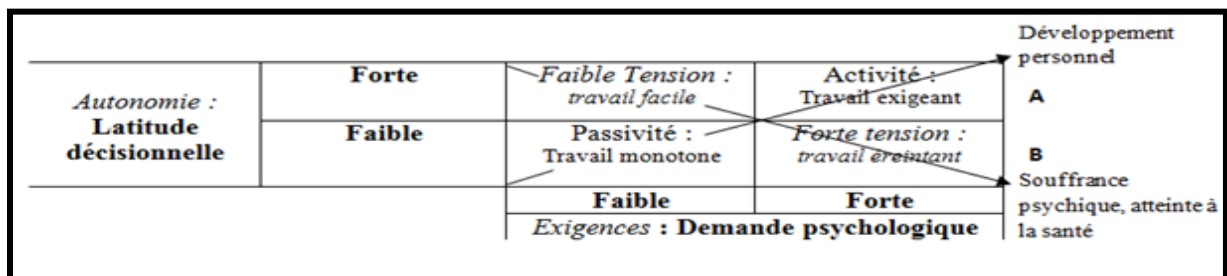 Développement
personnel
Forte
Faible Tension :
travail facile
Activité :
Travail exigeant
A
Autonomie :
Latitude
décisionnelle
Faible
Passivité :
Travail monotone
Forte tension :
travail éreintant
B
Souffrance
psychique, atteinte à
la santé
Faible
Forte
Exigences : Demande psychologique